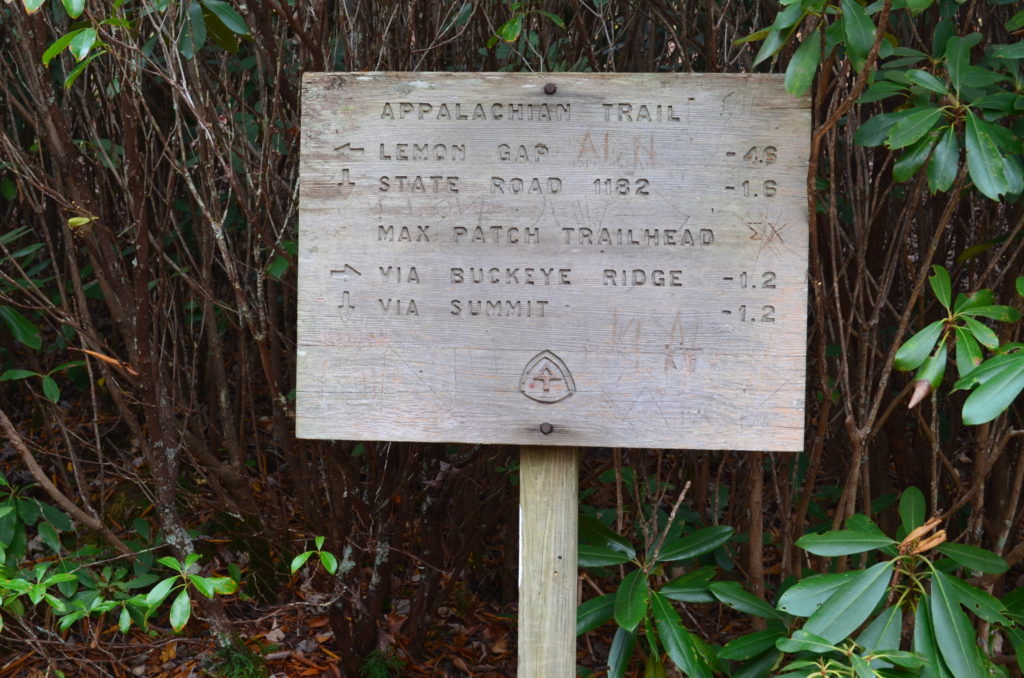 APPALACHIAN TRAIL
← LEMON GAP - 4.6
↓ STATE ROAD 1182 - 1.6
MAX PATCH TRAILHEAD
→ VIA BUCKEYE RIDGE - 1.2
↓ VIA SUMMIT - 1.2